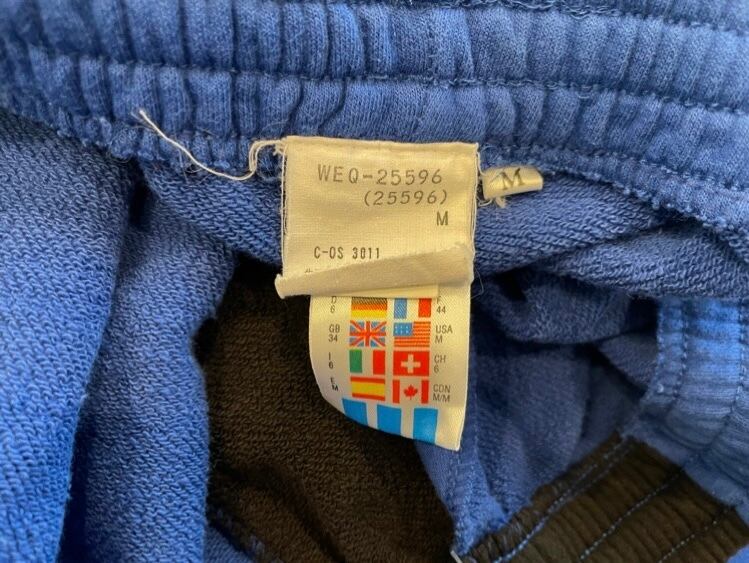 WEQ-25596
(25596)
M
M
C-OS 3011
D 6
F 44
GB 34
USA M
I 6
CH 6
E M
CDN M/M